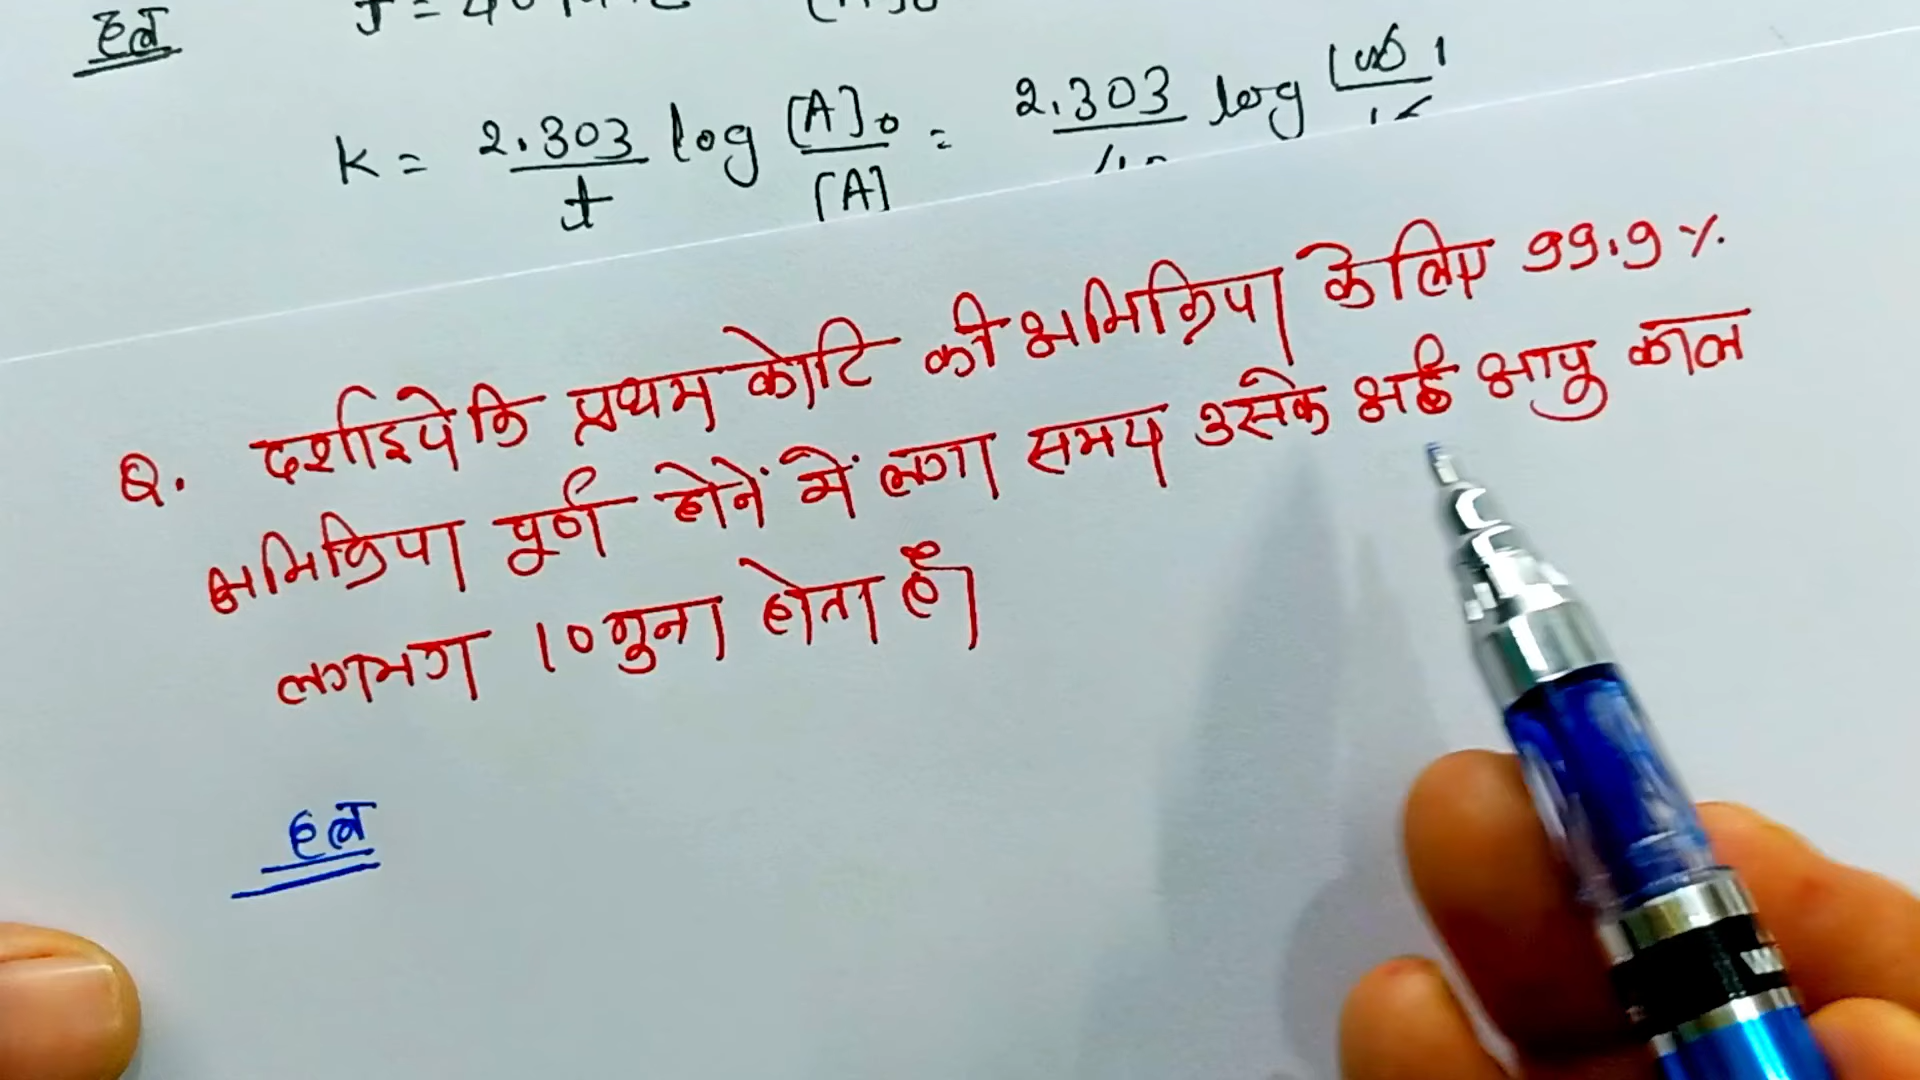 हल
k = 2.303/t log [A]₀/[A] = 2.303 log
Q. दर्शाइये कि प्रथम कोटि की अभिक्रिया के लिए 99.9%
अभिक्रिया पूर्ण होनें में लगा समय उसके अर्द्ध आयु काल
लगभग 10 गुना होता है।
हल